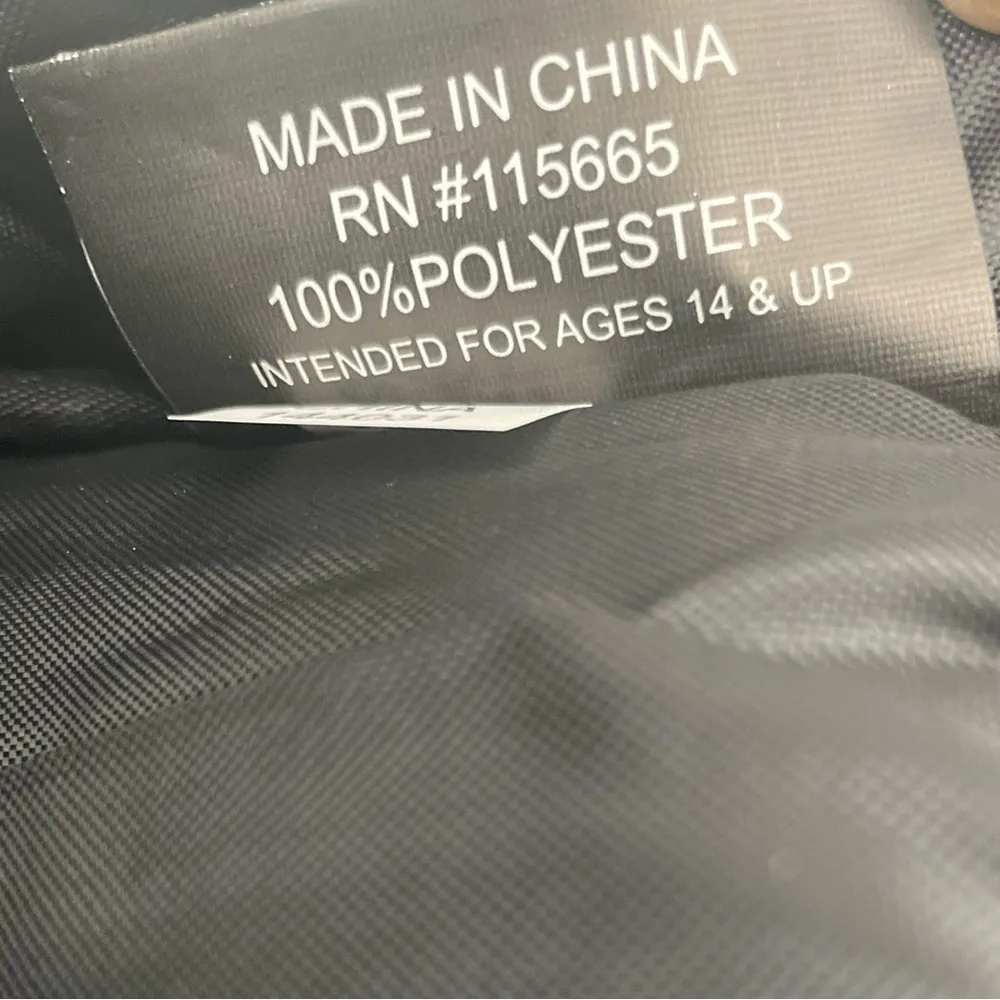 MADE IN CHINA
RN #115665
100%POLYESTER
INTENDED FOR AGES 14 & UP